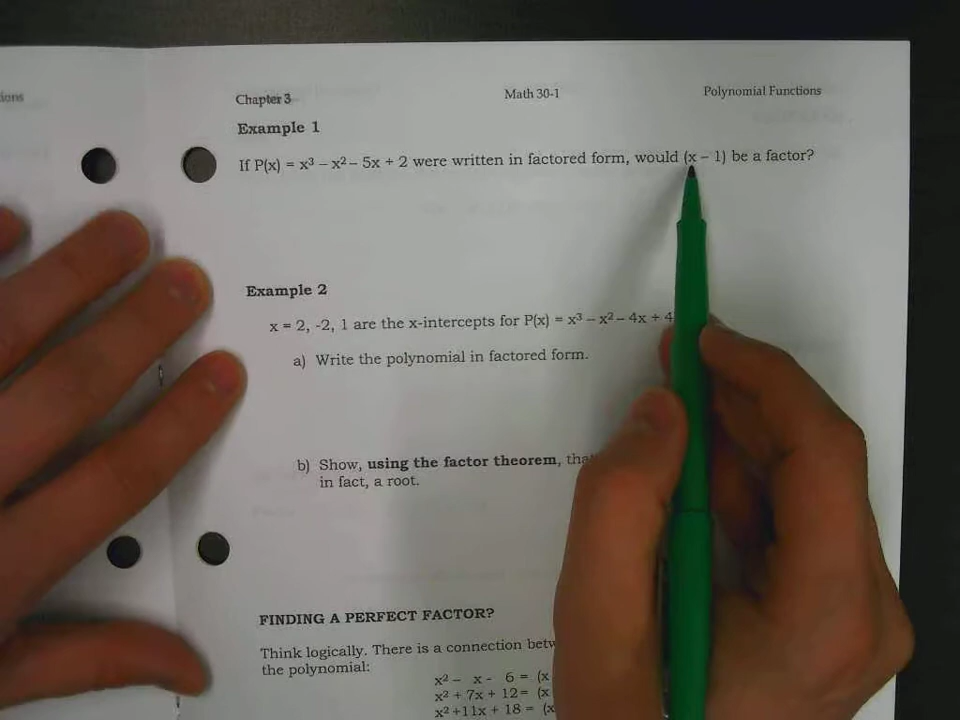 Chapter 3 Math 30-1 Polynomial Functions
Example 1
If P(x) = x³ – x² – 5x + 2 were written in factored form, would (x – 1) be a factor?
Example 2
x = 2, -2, 1 are the x-intercepts for P(x) = x³ – x² – 4x + 4
a) Write the polynomial in factored form.
b) Show, using the factor theorem,
in fact, a root.
FINDING A PERFECT FACTOR?
Think logically. There is a connection
the polynomial:
x² – x - 6 = (x
x² + 7x + 12 = (x
x² +11x + 18 = (x